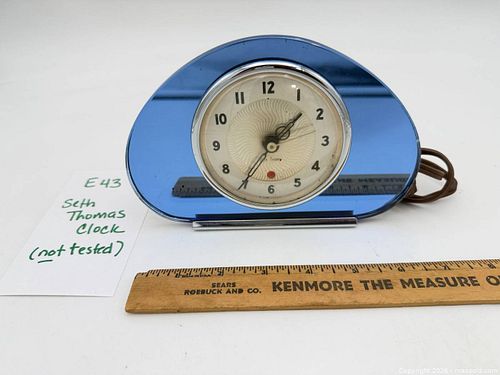 E43
Seth
Thomas
Clock
(not tested)
12
1
2
3
4
5
6
7
8
9
10
11
SEARS
ROEBUCK AND CO.
KENMORE THE MEASURE O